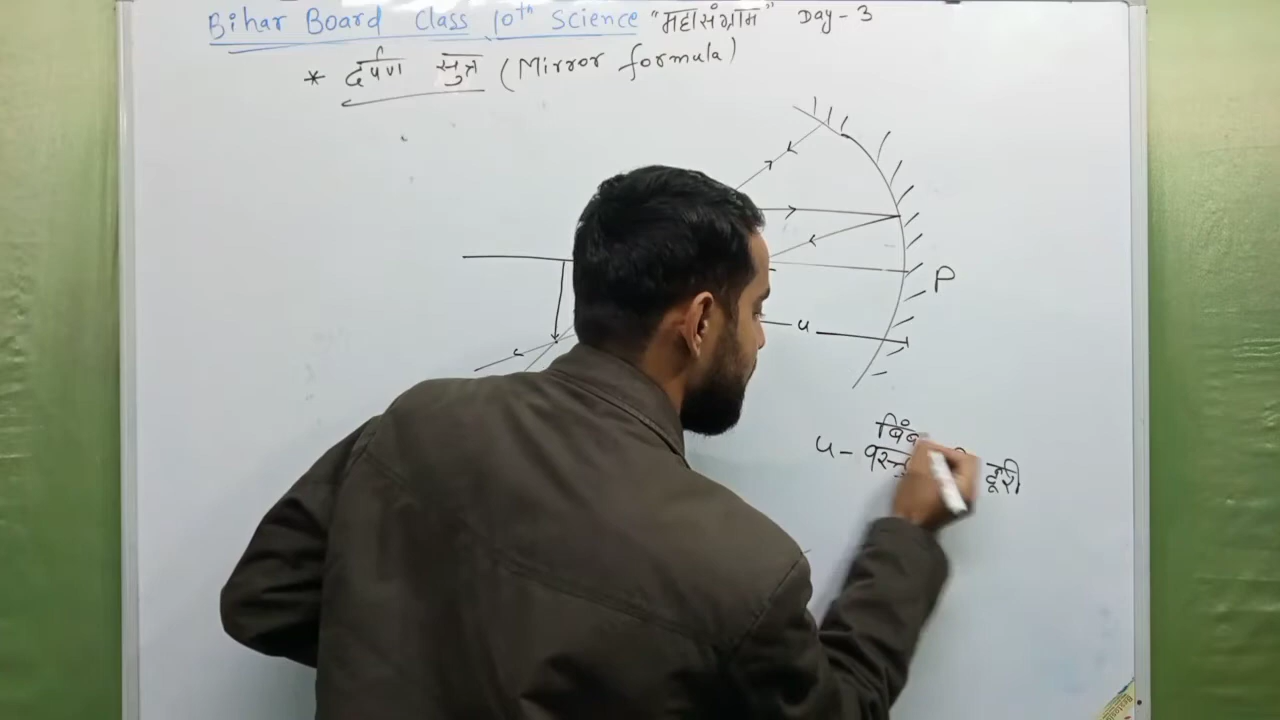 Bihar Board Class 10th Science "महासंग्राम" Day - 3
* दर्पण सुत्र (Mirror formula)
P
u
बिंब
u - वस्तु दूरी